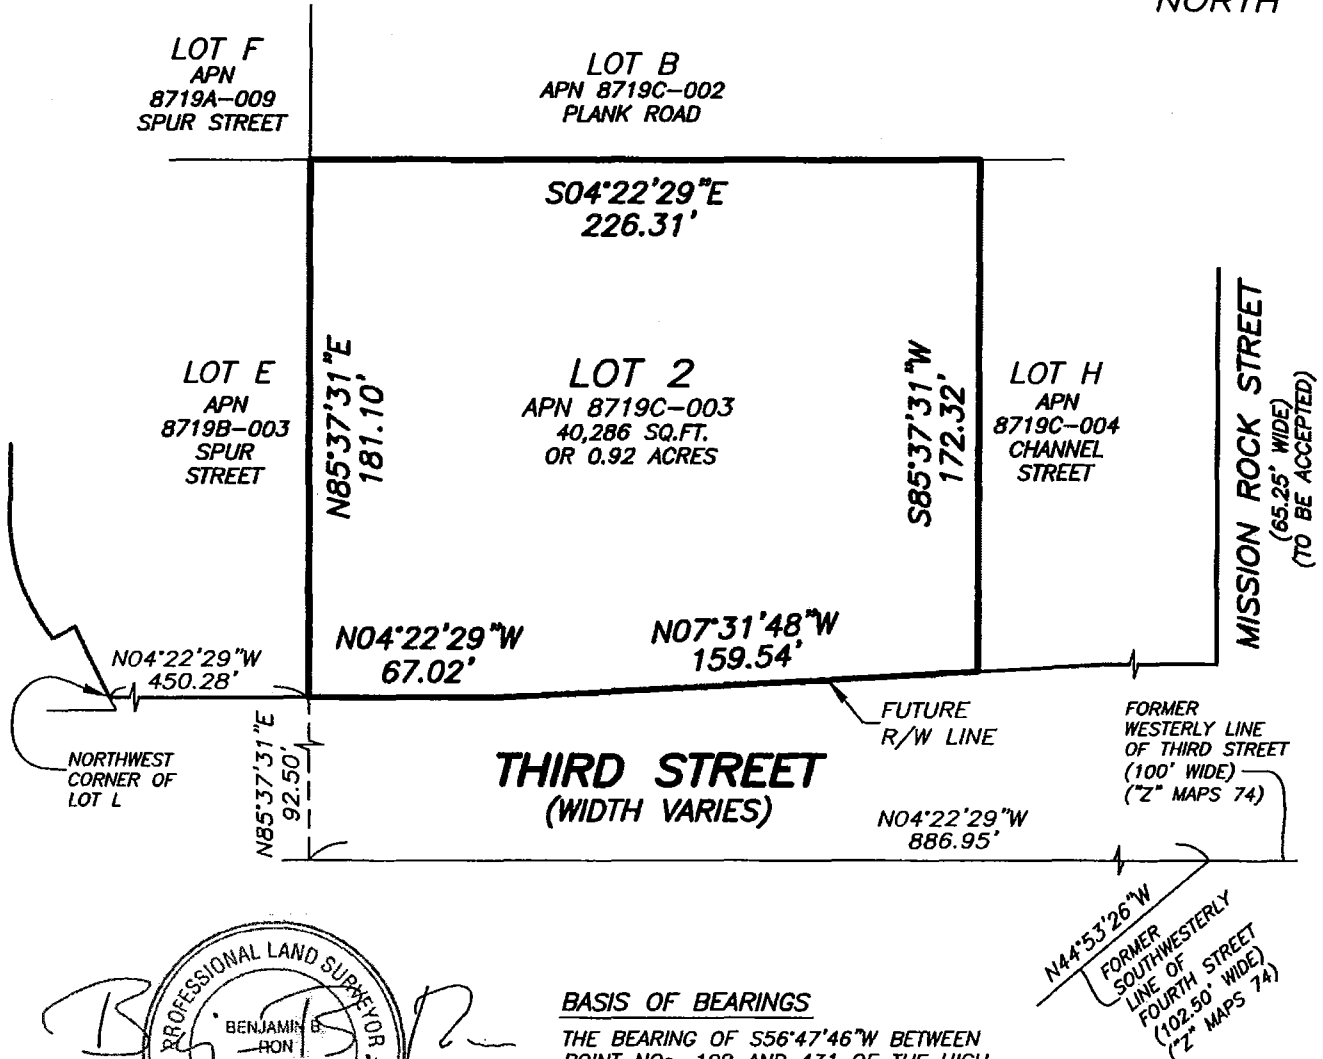 NORTH
LOT F
APN
8719A-009
SPUR STREET
LOT B
APN 8719C-002
PLANK ROAD
S04°22'29"E
226.31'
LOT E
APN
8719B-003
SPUR
STREET
N85°37'31"E
181.10'
LOT 2
APN 8719C-003
40,286 SQ.FT.
OR 0.92 ACRES
S85°37'31"W
172.32'
LOT H
APN
8719C-004
CHANNEL
STREET
MISSION ROCK STREET
(65.25' WIDE)
(TO BE ACCEPTED)
N04°22'29"W
67.02'
N07°31'48"W
159.54'
N04°22'29"W
450.28'
NORTHWEST
CORNER OF
LOT L
N85°37'31"E
92.50'
FUTURE
R/W LINE
THIRD STREET
(WIDTH VARIES)
FORMER
WESTERLY LINE
OF THIRD STREET
(100' WIDE)
("Z" MAPS 74)
N04°22'29"W
886.95'
N44°53'26"W
FORMER
SOUTHWESTERLY
LINE OF
FOURTH STREET
(102.50' WIDE)
("Z" MAPS 74)
PROFESSIONAL LAND SURVEYOR
BENJAMIN B.
RON
BASIS OF BEARINGS
THE BEARING OF S56°47'46"W BETWEEN
POINT NOs. AND OF THE HIGH